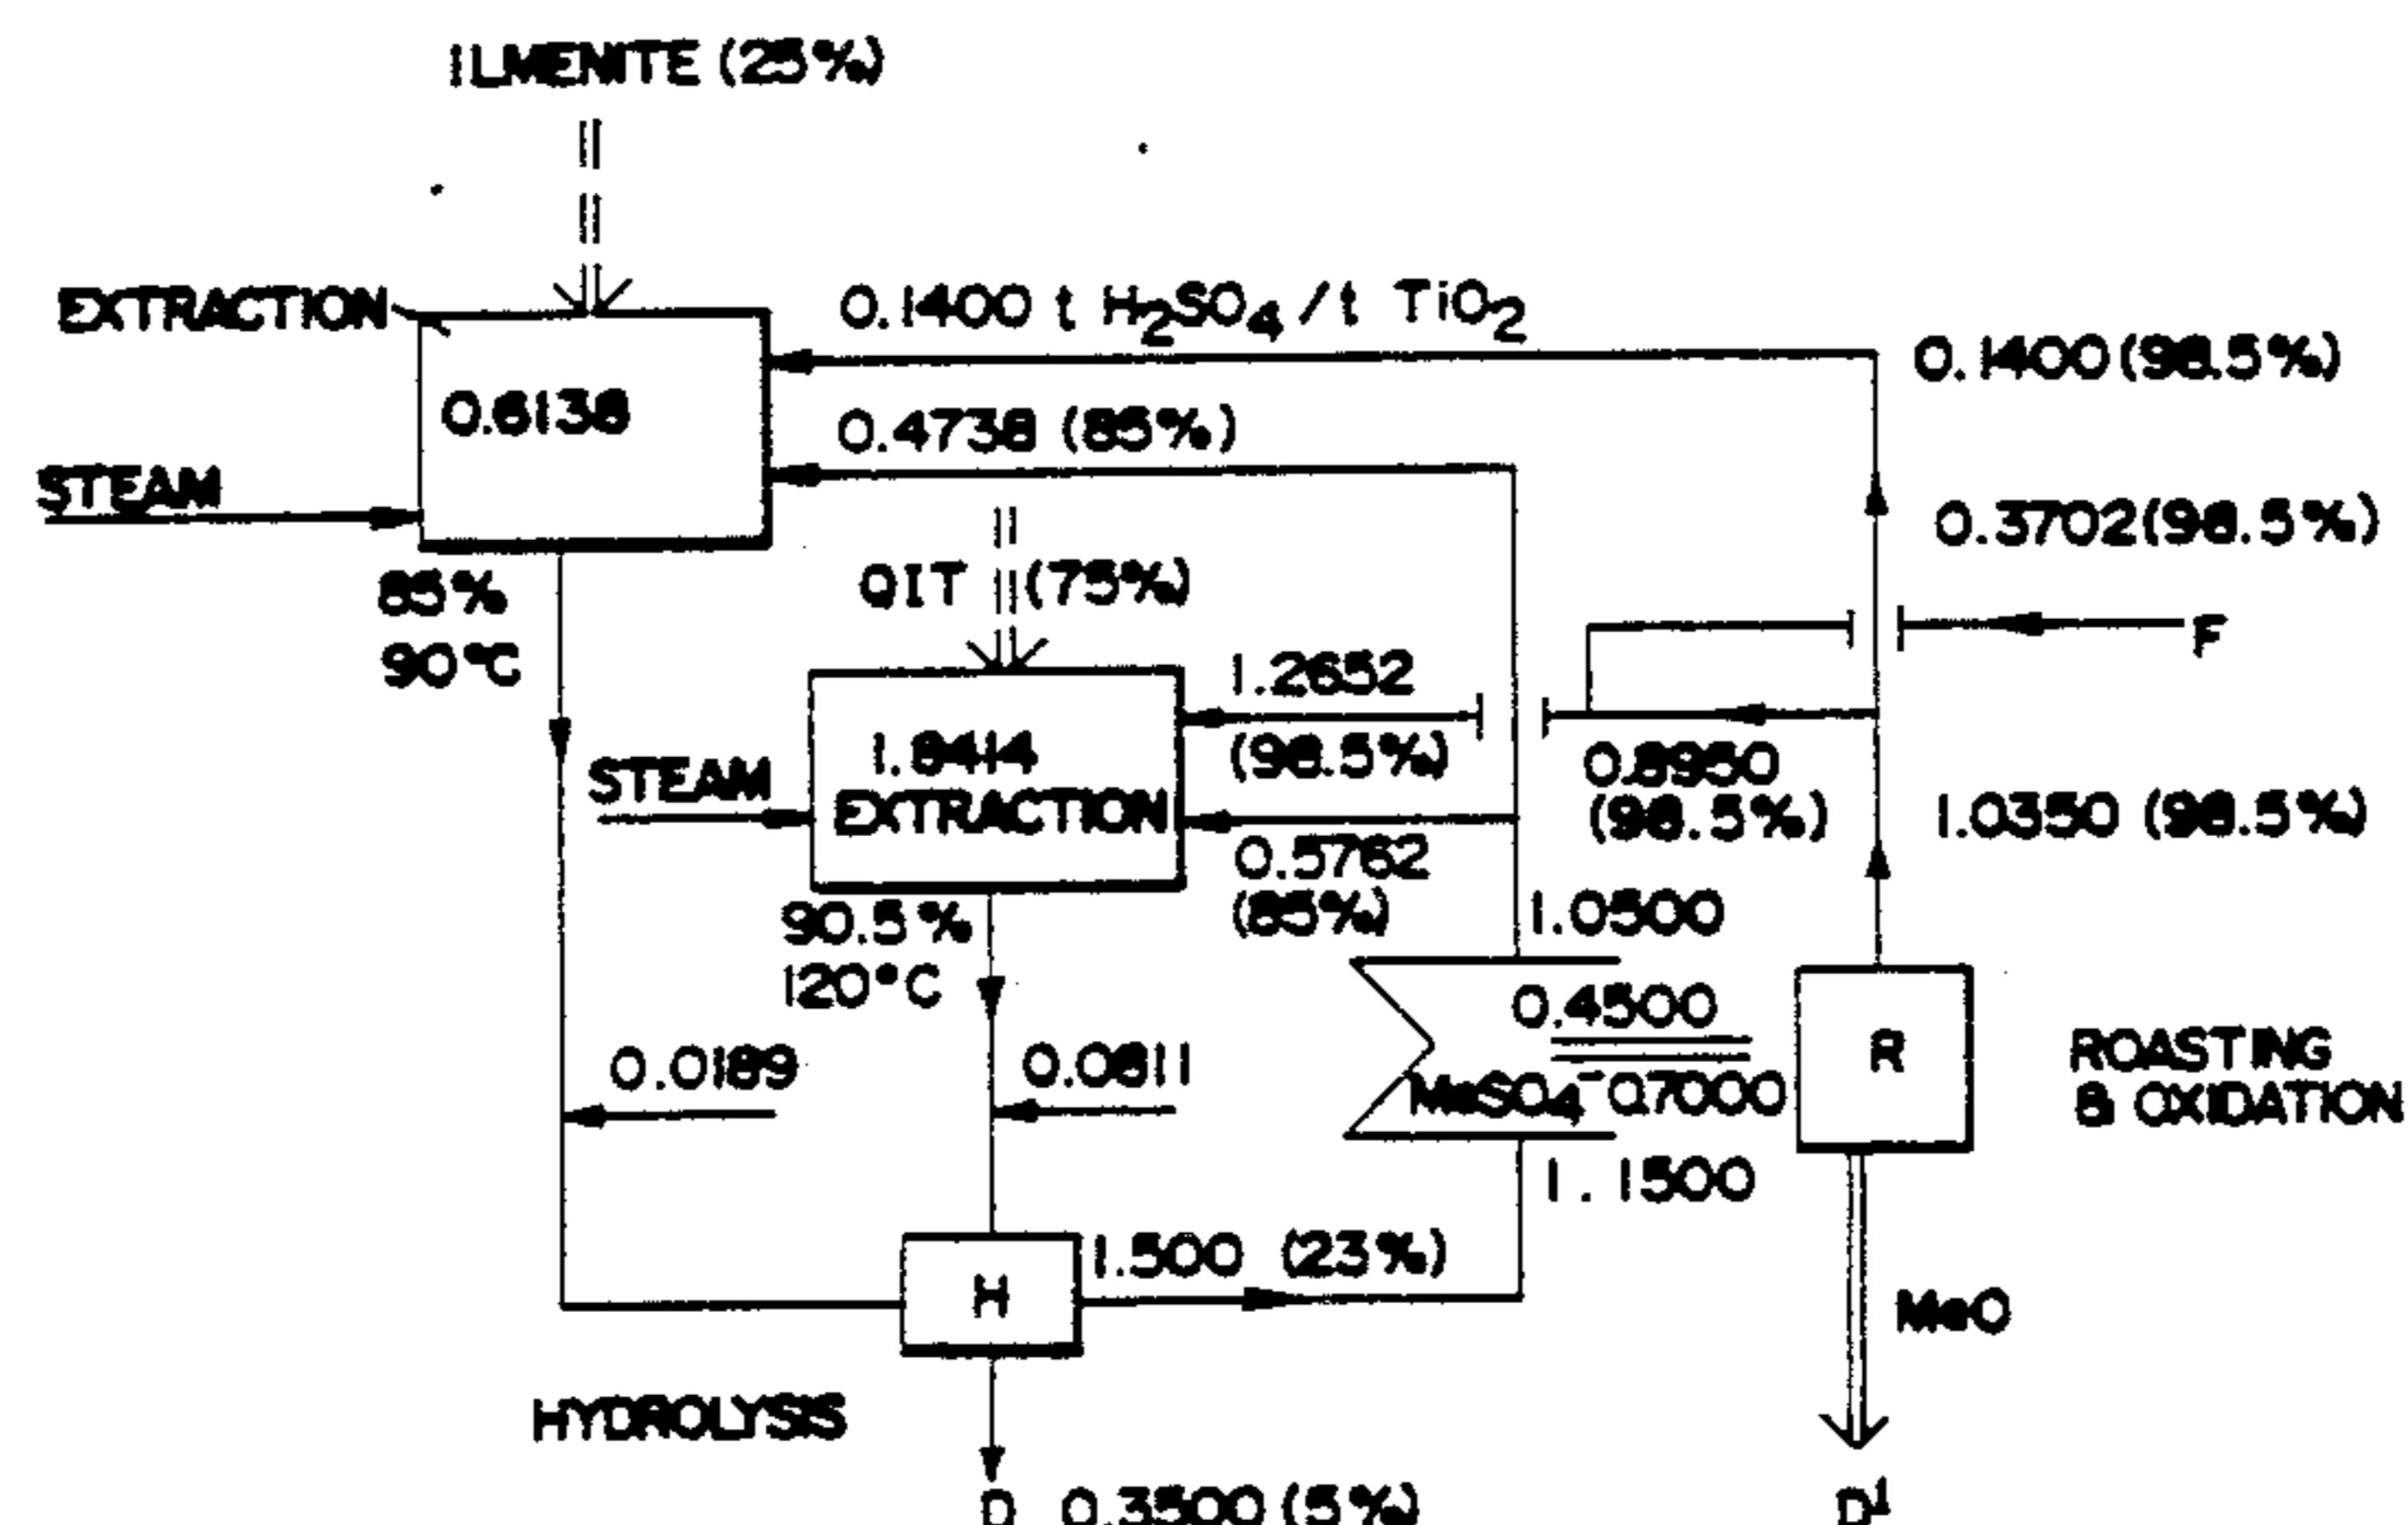 ILMENITE (25%)
EXTRACTION
0.1400 t H2SO4/t TiO2
0.1400 (98.5%)
0.6138
0.4738 (85%)
STEAM
0.3702 (98.5%)
85%
90°C
QIT (75%)
F
1.2652
(98.5%)
1.8414
EXTRACTION
STEAM
0.8950
(98.5%)
1.0350 (98.5%)
0.5762
(85%)
90.5%
120°C
1.0500
0.4500
MeSO4-0.7000
R
ROASTING
& OXIDATION
0.0189
0.0811
1.1500
1.500 (23%)
H
MeO
HYDROLYSIS
D 0.3500 (5%)
D1